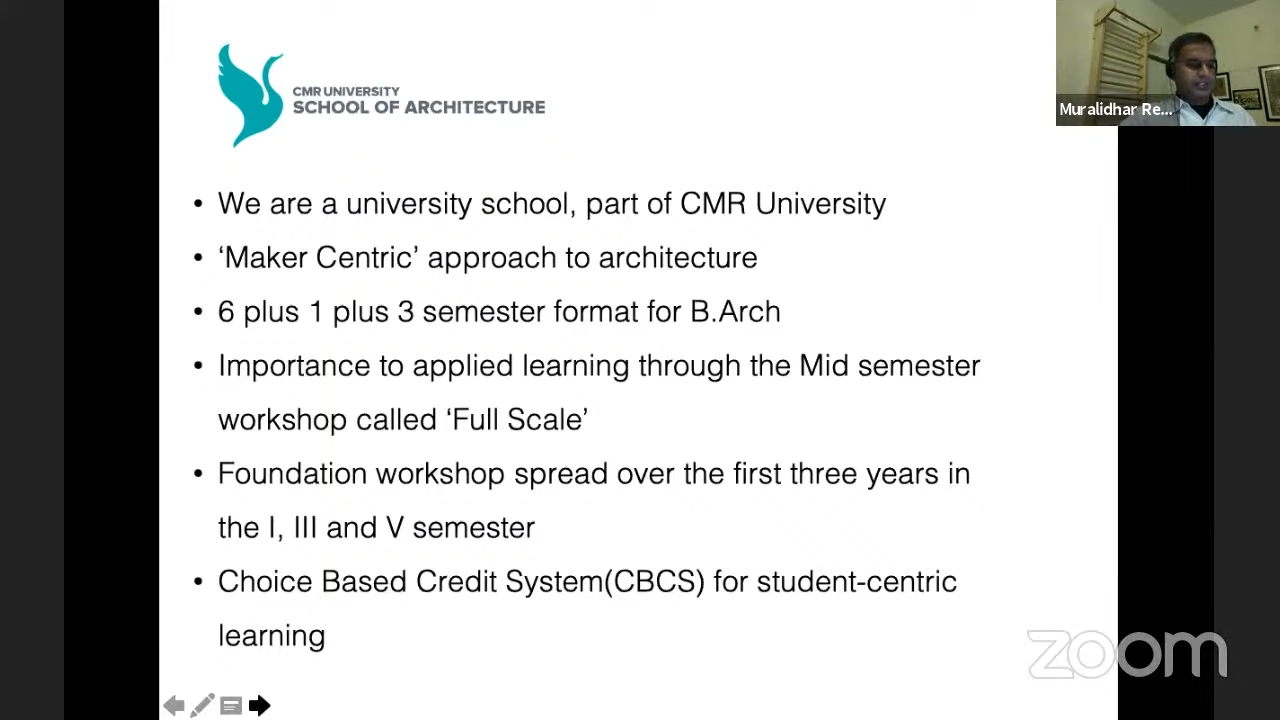 CMR UNIVERSITY
SCHOOL OF ARCHITECTURE
Muralidhar Re...
• We are a university school, part of CMR University
• ‘Maker Centric’ approach to architecture
• 6 plus 1 plus 3 semester format for B.Arch
• Importance to applied learning through the Mid semester
workshop called ‘Full Scale’
• Foundation workshop spread over the first three years in
the I, III and V semester
• Choice Based Credit System(CBCS) for student-centric
learning
zoom